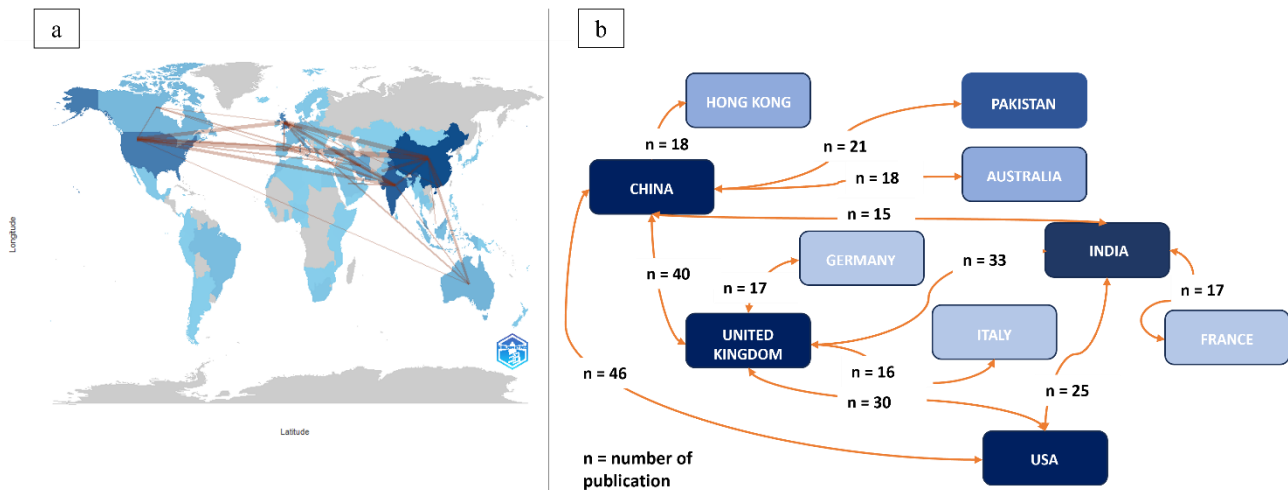 a
Longitude
Latitude
b
HONG KONG
PAKISTAN
n = 18
n = 21
CHINA
n = 18
AUSTRALIA
n = 15
GERMANY
n = 33
INDIA
n = 40
n = 17
n = 17
UNITED
KINGDOM
ITALY
FRANCE
n = 46
n = 16
n = 30
n = 25
USA
n = number of
publication